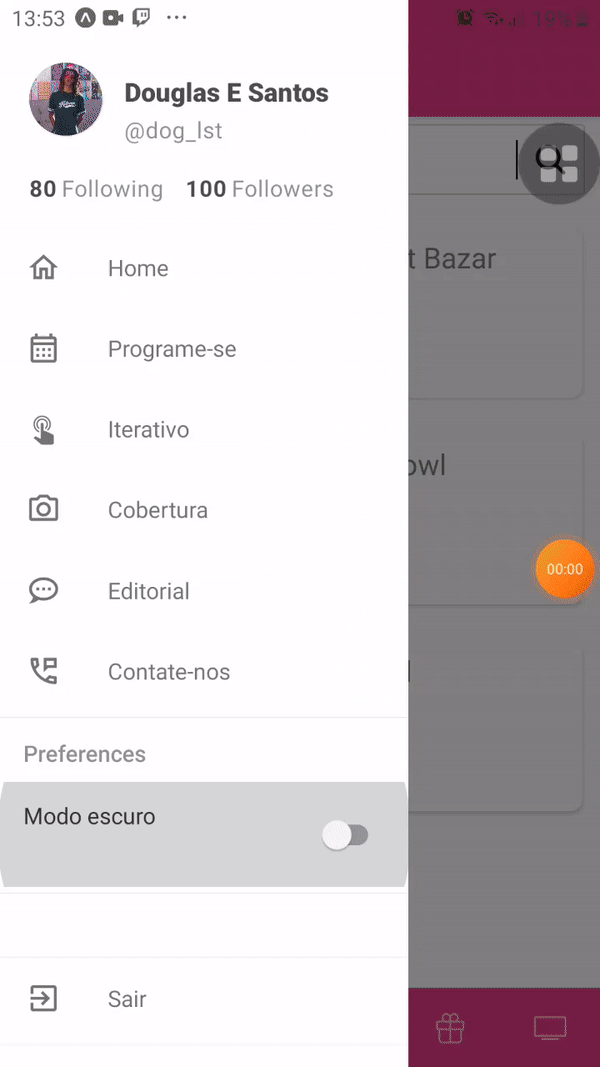 13:53
19%
Douglas E Santos
@dog_lst
80 Following 100 Followers
Home
t Bazar
Programe-se
Iterativo
owl
Cobertura
00:00
Editorial
Contate-nos
Preferences
Modo escuro
Sair